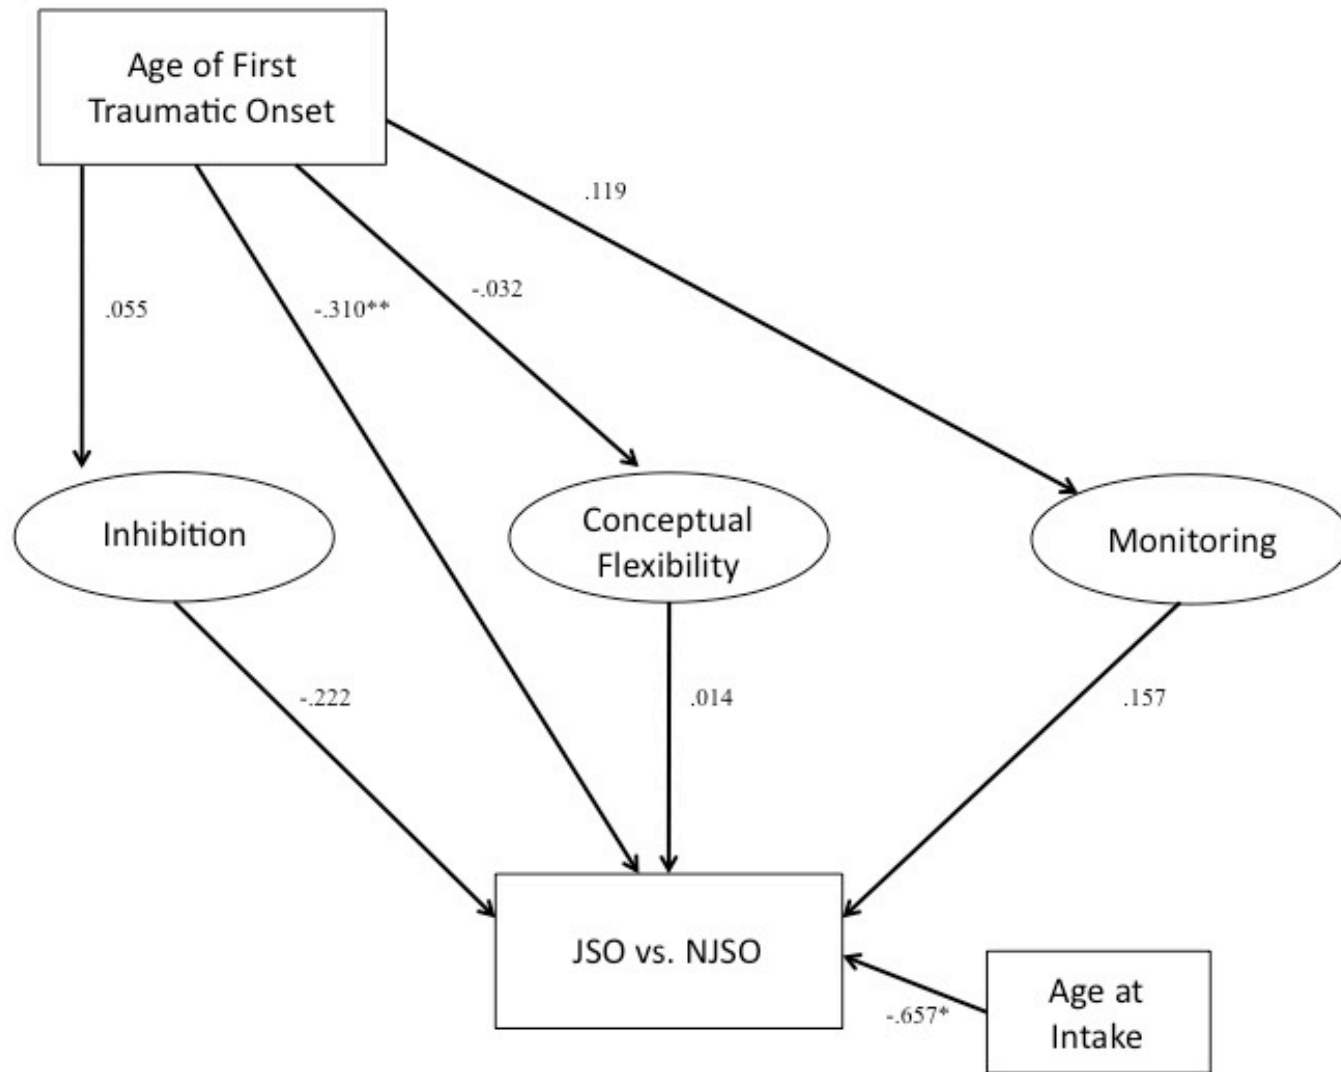 Age of First
Traumatic Onset
.119
-.032
.055
-.310**
Inhibition
Conceptual
Flexibility
Monitoring
-.222
.014
.157
JSO vs. NJSO
Age at
Intake
-.657*